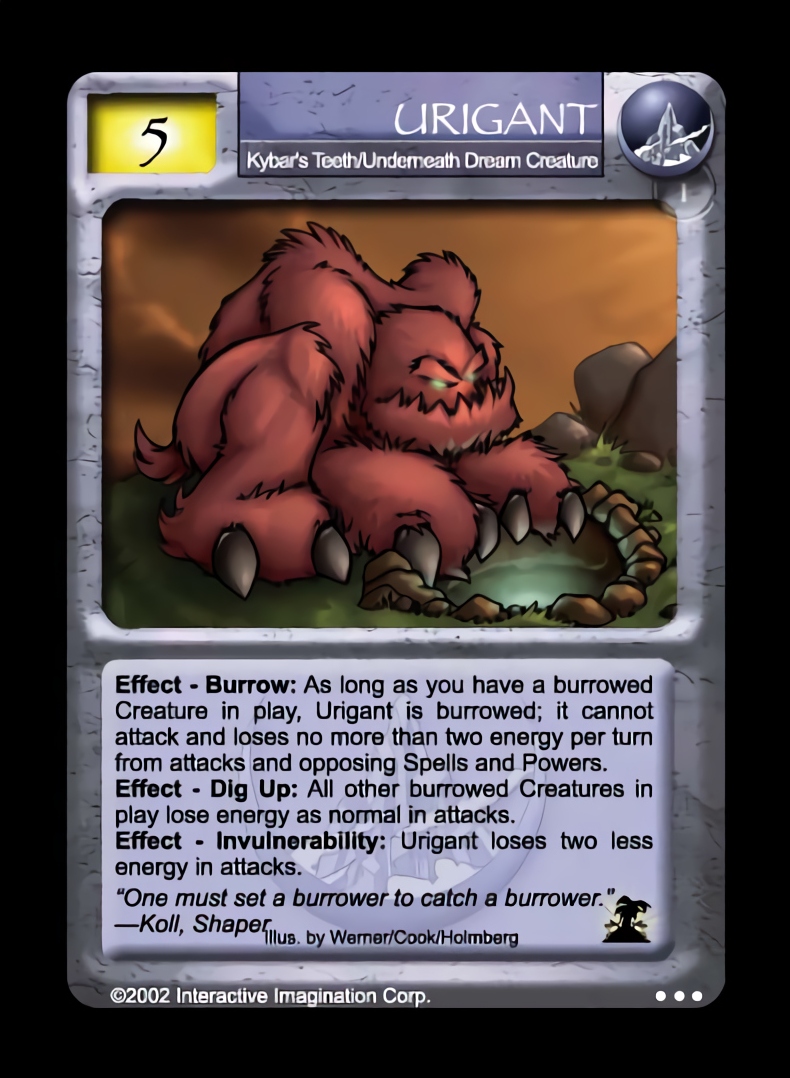 5
URIGANT
Kybar's Teeth/Underneath Dream Creature
Effect - Burrow: As long as you have a burrowed
Creature in play, Urigant is burrowed; it cannot
attack and loses no more than two energy per turn
from attacks and opposing Spells and Powers.
Effect - Dig Up: All other burrowed Creatures in
play lose energy as normal in attacks.
Effect - Invulnerability: Urigant loses two less
energy in attacks.
“One must set a burrower to catch a burrower.”
—Koll, Shaper
Illus. by Werner/Cook/Holmberg
©2002 Interactive Imagination Corp.